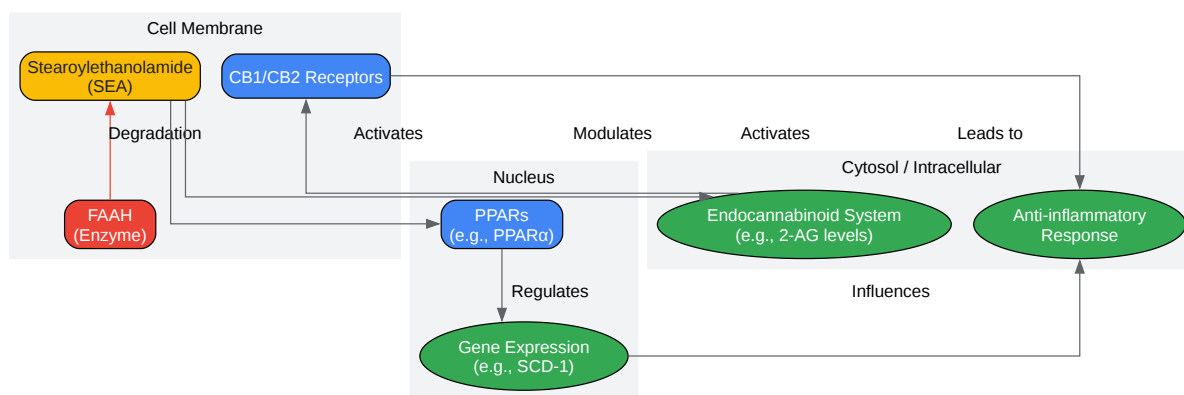 Cell Membrane
Stearoylethanolamide
(SEA)
CB1/CB2 Receptors
Degradation
Activates
Modulates
Activates
Leads to
Cytosol / Intracellular
Nucleus
FAAH
(Enzyme)
PPARs
(e.g., PPARα)
Endocannabinoid System
(e.g., 2-AG levels)
Anti-inflammatory
Response
Regulates
Influences
Gene Expression
(e.g., SCD-1)